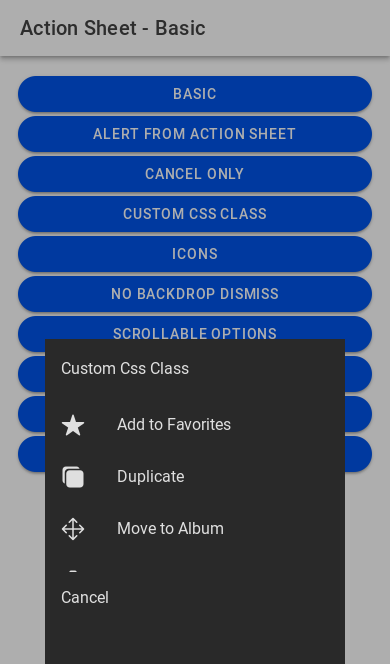 Action Sheet - Basic
BASIC
ALERT FROM ACTION SHEET
CANCEL ONLY
CUSTOM CSS CLASS
ICONS
NO BACKDROP DISMISS
SCROLLABLE OPTIONS
Custom Css Class
Add to Favorites
Duplicate
Move to Album
Cancel